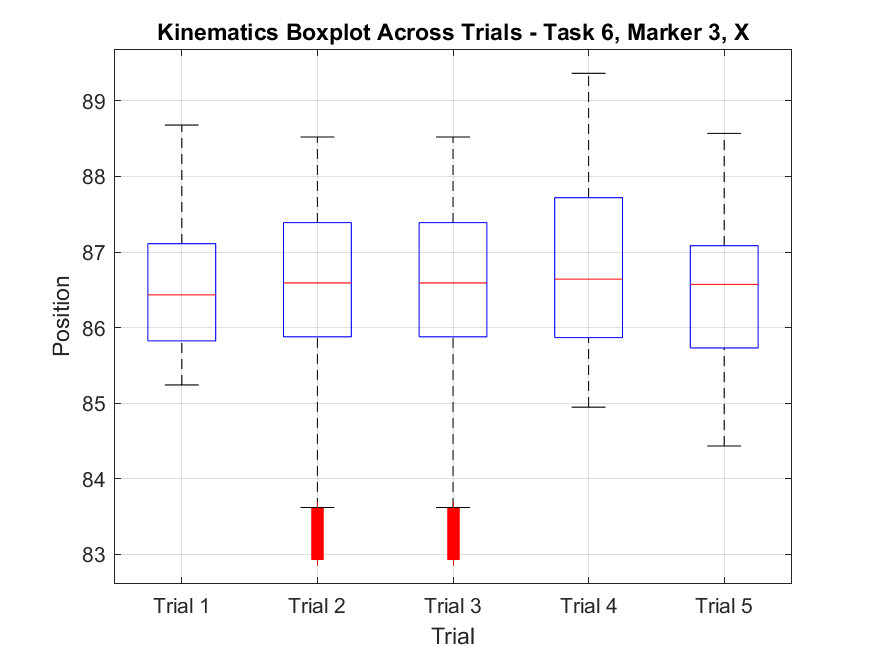 Kinematics Boxplot Across Trials - Task 6, Marker 3, X
89
88
87
86
85
84
83
Position
Trial 1 Trial 2 Trial 3 Trial 4 Trial 5
Trial